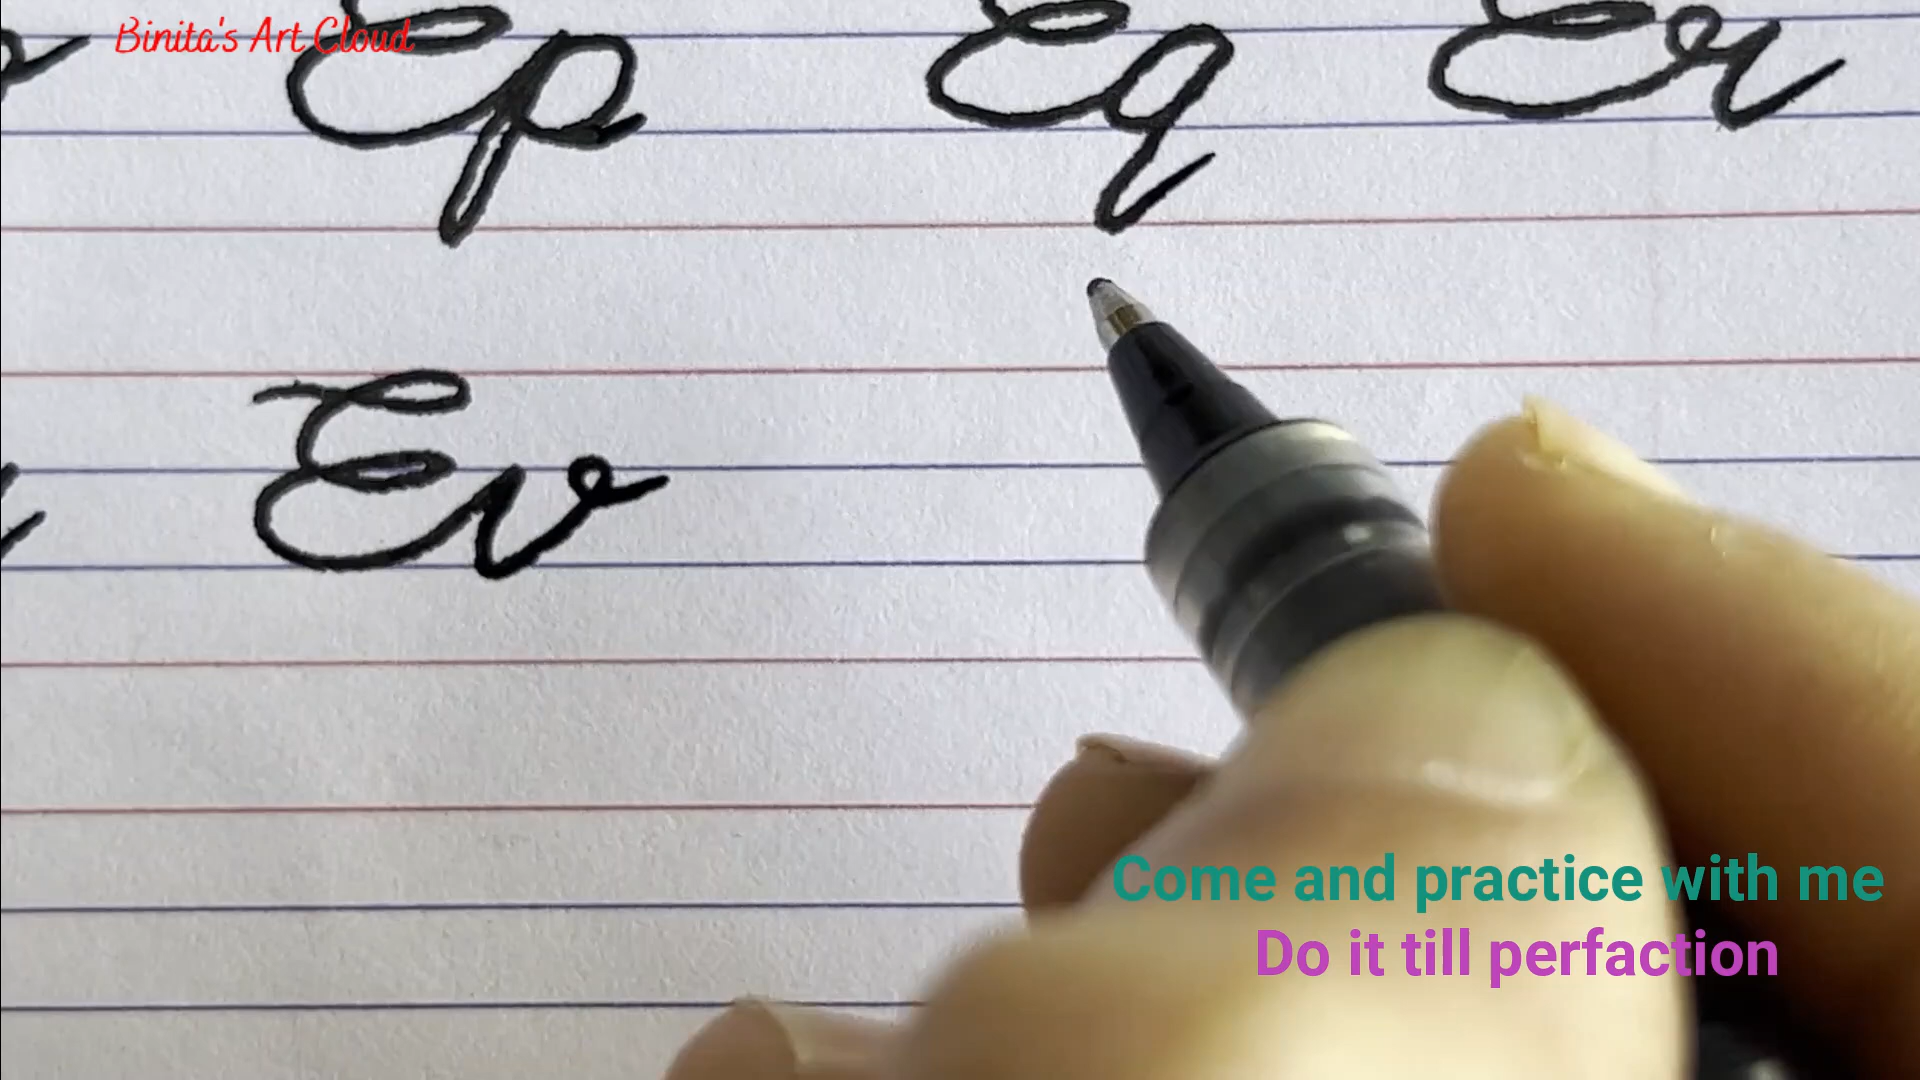 Binita's Art Cloud
Ep Eq Er
Ev
Come and practice with me
Do it till perfaction